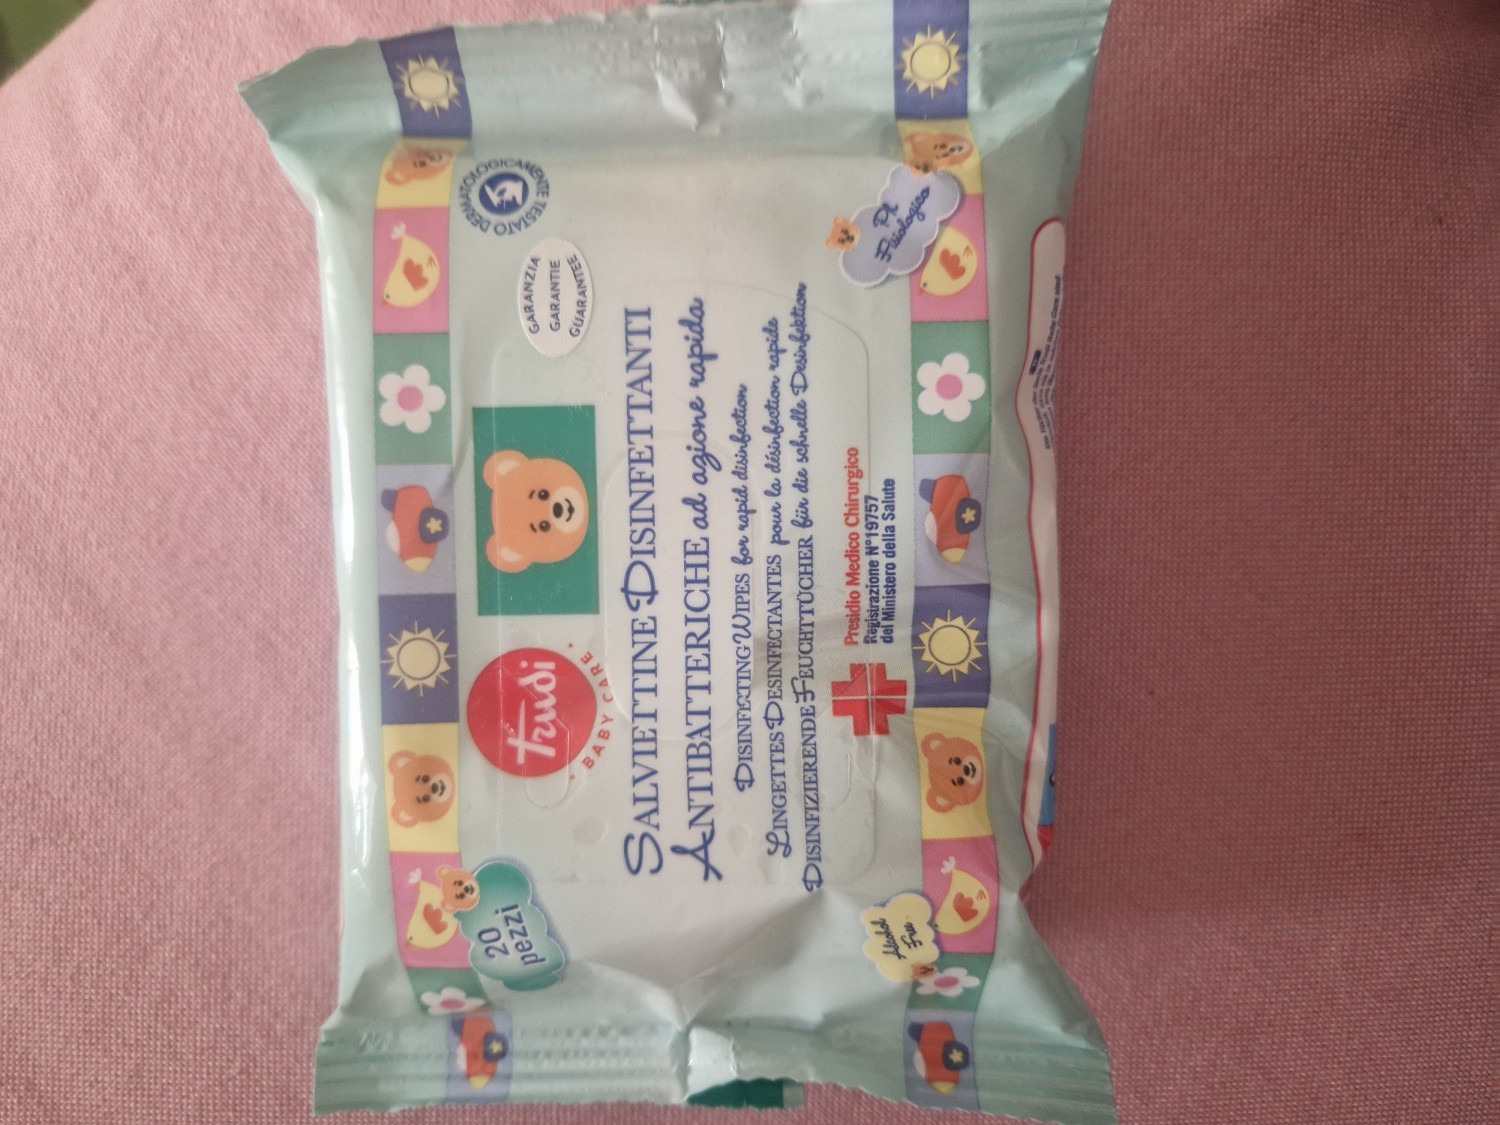 20
pezzi
trudi
BABY CARE
GARANZIA
GARANTIE
GUARANTEE
DERMATOLOGICAMENTE TESTATO
SALVIETTINE DISINFETTANTI
ANTIBATTERICHE ad azione rapida
DISINFECTING WIPES for rapid disinfection
LINGETTES DESINFECTANTES pour la désinfection rapide
DISINFIZIERENDE FEUCHTTÜCHER für die schnelle Desinfektion
Presidio Medico Chirurgico
Registrazione N°19757
del Ministero della Salute
Alcohol
Free
Ph
Fisiologico